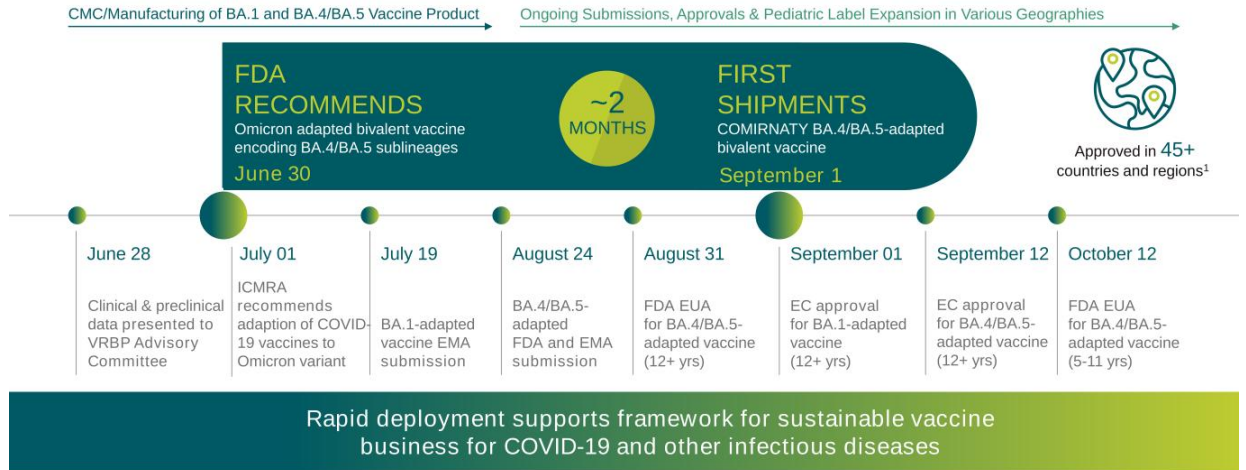 CMC/Manufacturing of BA.1 and BA.4/BA.5 Vaccine Product
Ongoing Submissions, Approvals & Pediatric Label Expansion in Various Geographies
FDA
RECOMMENDS
Omicron adapted bivalent vaccine
encoding BA.4/BA.5 sublineages
June 30
~2
MONTHS
FIRST
SHIPMENTS
COMIRNATY BA.4/BA.5-adapted
bivalent vaccine
September 1
Approved in 45+
countries and regions¹
June 28
Clinical & preclinical
data presented to
VRBP Advisory
Committee
July 01
ICMRA
recommends
adaption of COVID-
19 vaccines to
Omicron variant
July 19
BA.1-adapted
vaccine EMA
submission
August 24
BA.4/BA.5-
adapted
FDA and EMA
submission
August 31
FDA EUA
for BA.4/BA.5-
adapted vaccine
(12+ yrs)
September 01
EC approval
for BA.1-adapted
vaccine
(12+ yrs)
September 12
EC approval
for BA.4/BA.5-
adapted vaccine
(12+ yrs)
October 12
FDA EUA
for BA.4/BA.5-
adapted vaccine
(5-11 yrs)
Rapid deployment supports framework for sustainable vaccine
business for COVID-19 and other infectious diseases